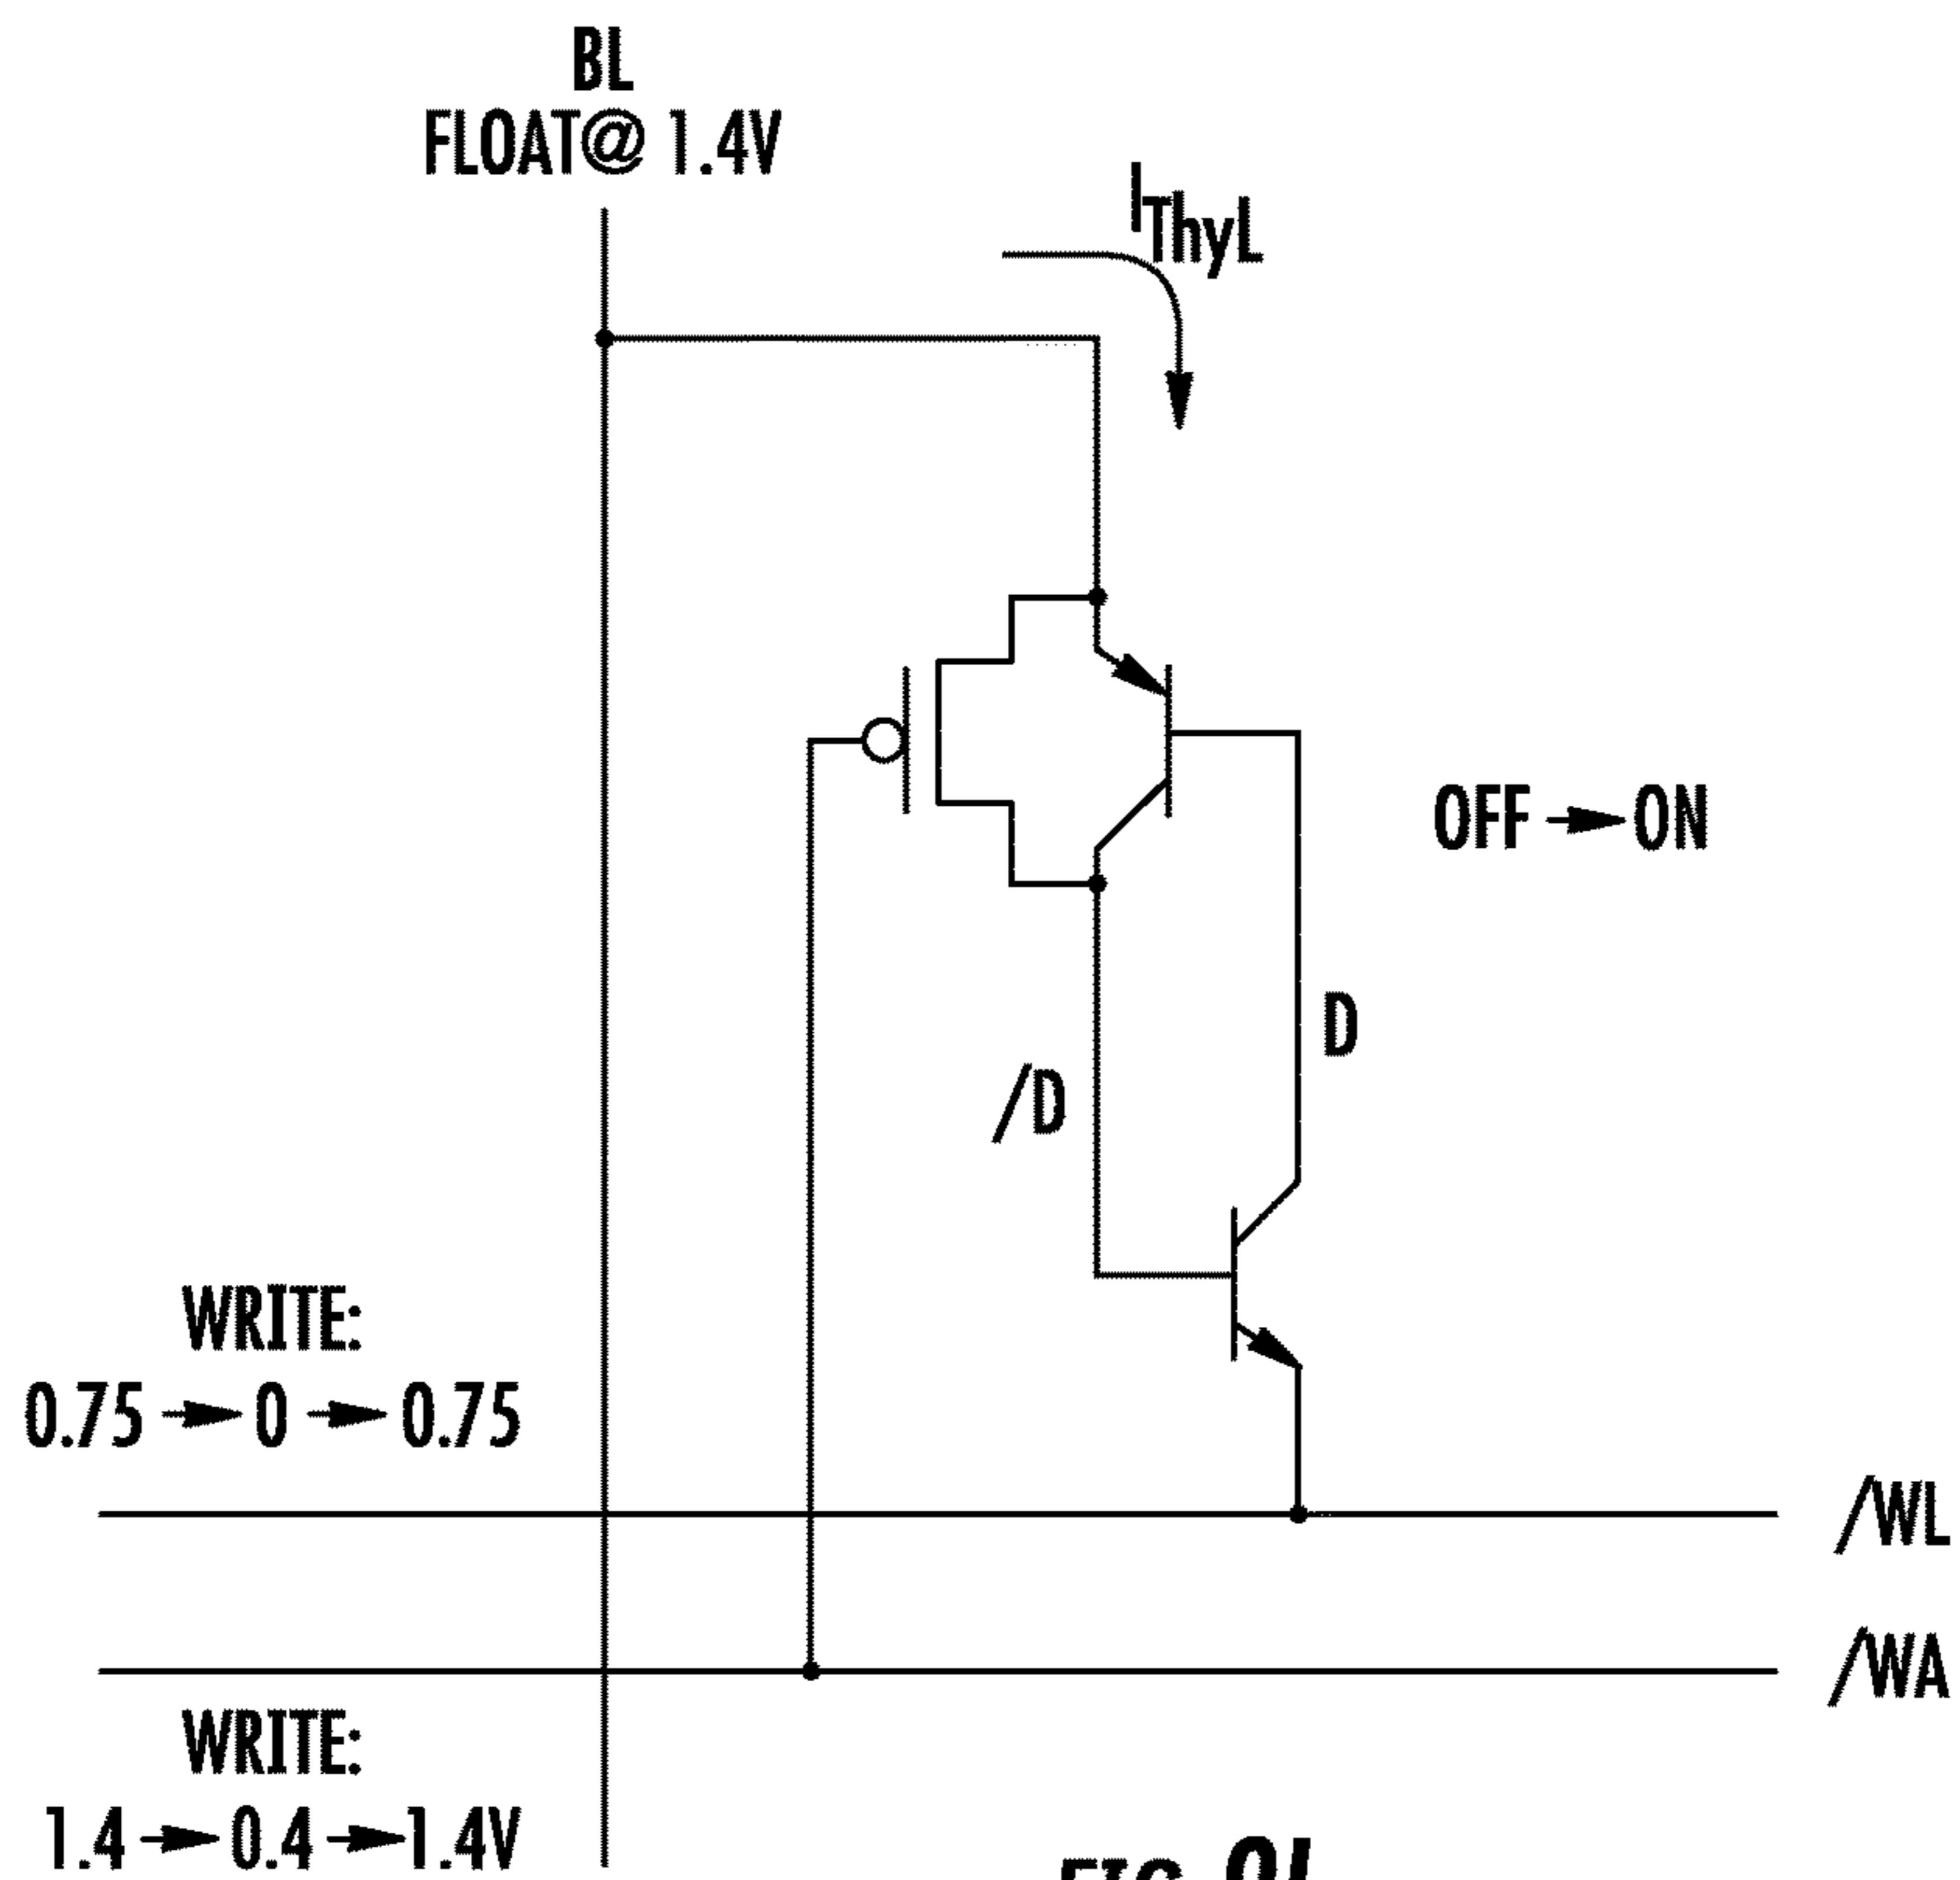 BL
FLOAT@ 1.4V
IThyL
OFF → ON
D
/D
WRITE:
0.75 → 0 → 0.75
/WL
/WA
WRITE:
1.4 → 0.4 → 1.4V